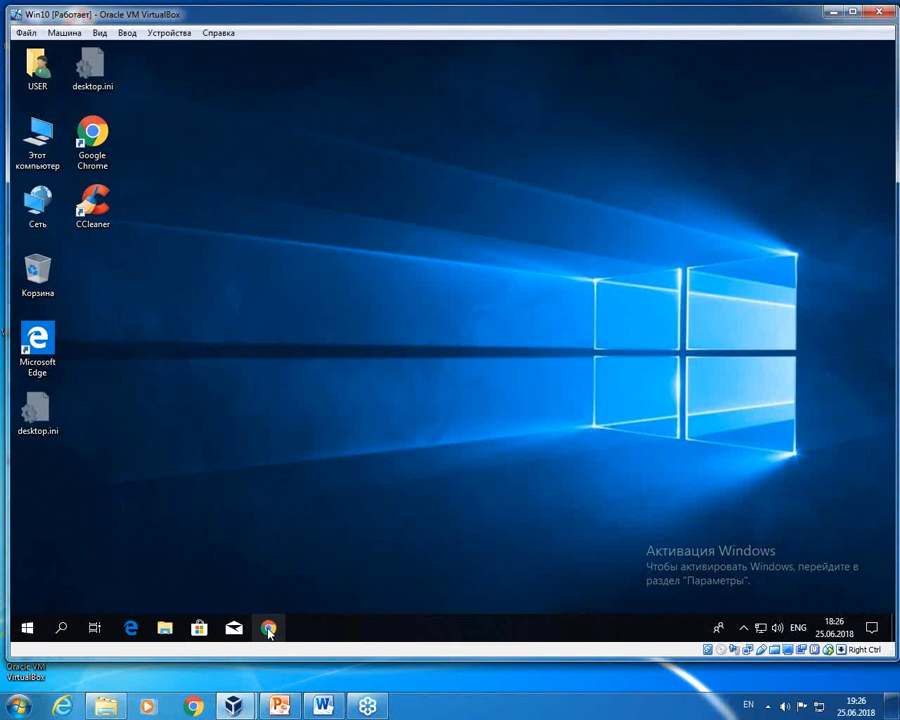 Win10 [Работает] - Oracle VM VirtualBox
Файл Машина Вид Ввод Устройства Справка
USER
desktop.ini
Этот
компьютер
Google
Chrome
Сеть
CCleaner
Корзина
Microsoft
Edge
desktop.ini
Активация Windows
Чтобы активировать Windows, перейдите в
раздел "Параметры".
ENG
18:26
25.06.2018
Right Ctrl
Oracle VM
VirtualBox
EN
19:26
25.06.2018